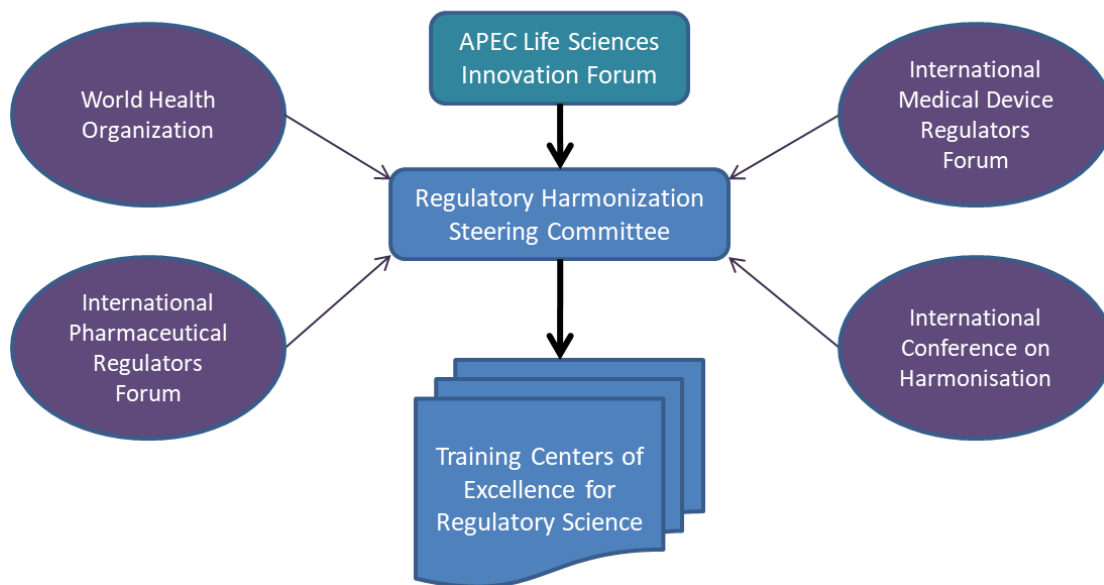 APEC Life Sciences
Innovation Forum
World Health
Organization
International
Medical Device
Regulators
Forum
Regulatory Harmonization
Steering Committee
International
Pharmaceutical
Regulators
Forum
International
Conference on
Harmonisation
Training Centers of
Excellence for
Regulatory Science